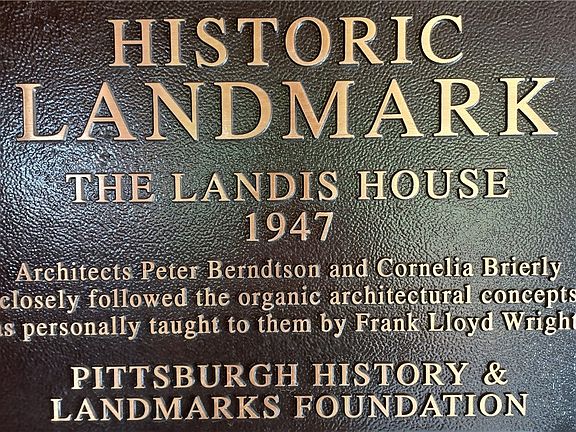 HISTORIC
LANDMARK
THE LANDIS HOUSE
1947
Architects Peter Berndtson and Cornelia Brierly
closely followed the organic architectural concepts
as personally taught to them by Frank Lloyd Wright
PITTSBURGH HISTORY &
LANDMARKS FOUNDATION